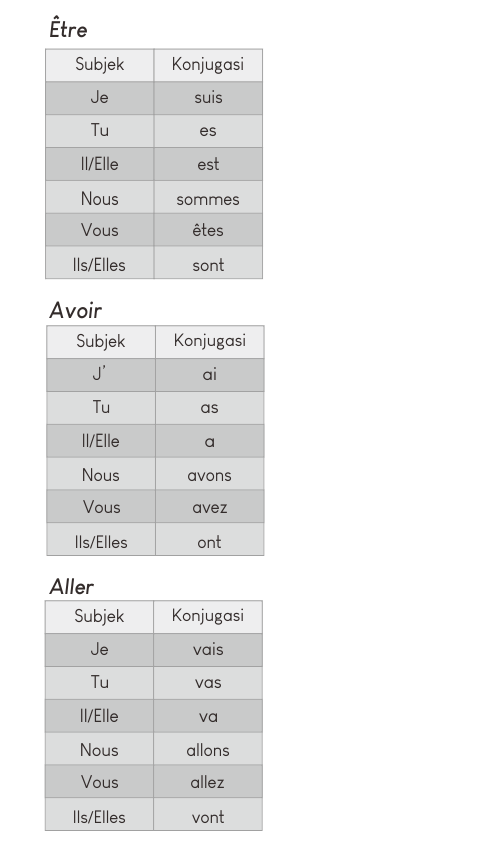 Être
Subjek Konjugasi
Je suis
Tu es
Il/Elle est
Nous sommes
Vous êtes
Ils/Elles sont
Avoir
Subjek Konjugasi
J' ai
Tu as
Il/Elle a
Nous avons
Vous avez
Ils/Elles ont
Aller
Subjek Konjugasi
Je vais
Tu vas
Il/Elle va
Nous allons
Vous allez
Ils/Elles vont